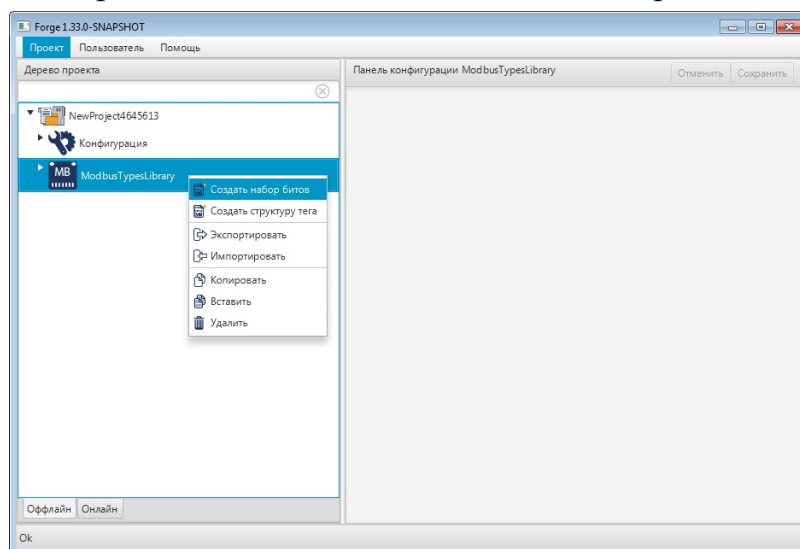 Forge 1.33.0-SNAPSHOT
Проект Пользователь Помощь
Дерево проекта
Панель конфигурации ModbusTypesLibrary
Отменить Сохранить
NewProject4645613
Конфигурация
MB ModbusTypesLibrary
Создать набор битов
Создать структуру тега
Экспортировать
Импортировать
Копировать
Вставить
Удалить
Оффлайн Онлайн
Ok